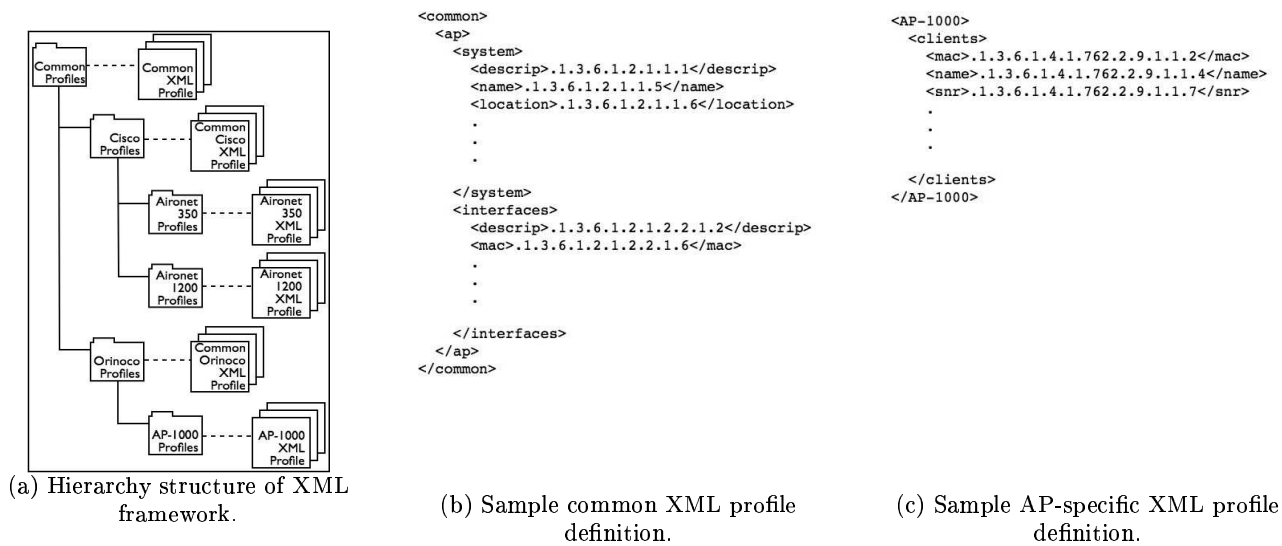 Common
Profiles
Common
XML
Profile
Cisco
Profiles
Common
Cisco
XML
Profile
Aironet
350
Profiles
Aironet
350
XML
Profile
Aironet
1200
Profiles
Aironet
1200
XML
Profile
Orinoco
Profiles
Common
Orinoco
XML
Profile
AP-1000
Profiles
AP-1000
XML
Profile
(a) Hierarchy structure of XML
framework.
<common>
<ap>
<system>
<descrip>.1.3.6.1.2.1.1.1</descrip>
<name>.1.3.6.1.2.1.1.5</name>
<location>.1.3.6.1.2.1.1.6</location>
.
.
.
</system>
<interfaces>
<descrip>.1.3.6.1.2.1.2.2.1.2</descrip>
<mac>.1.3.6.1.2.1.2.2.1.6</mac>
.
.
.
</interfaces>
</ap>
</common>
(b) Sample common XML profile
definition.
<AP-1000>
<clients>
<mac>.1.3.6.1.4.1.762.2.9.1.1.2</mac>
<name>.1.3.6.1.4.1.762.2.9.1.1.4</name>
<snr>.1.3.6.1.4.1.762.2.9.1.1.7</snr>
.
.
.
</clients>
</AP-1000>
(c) Sample AP-specific XML profile
definition.